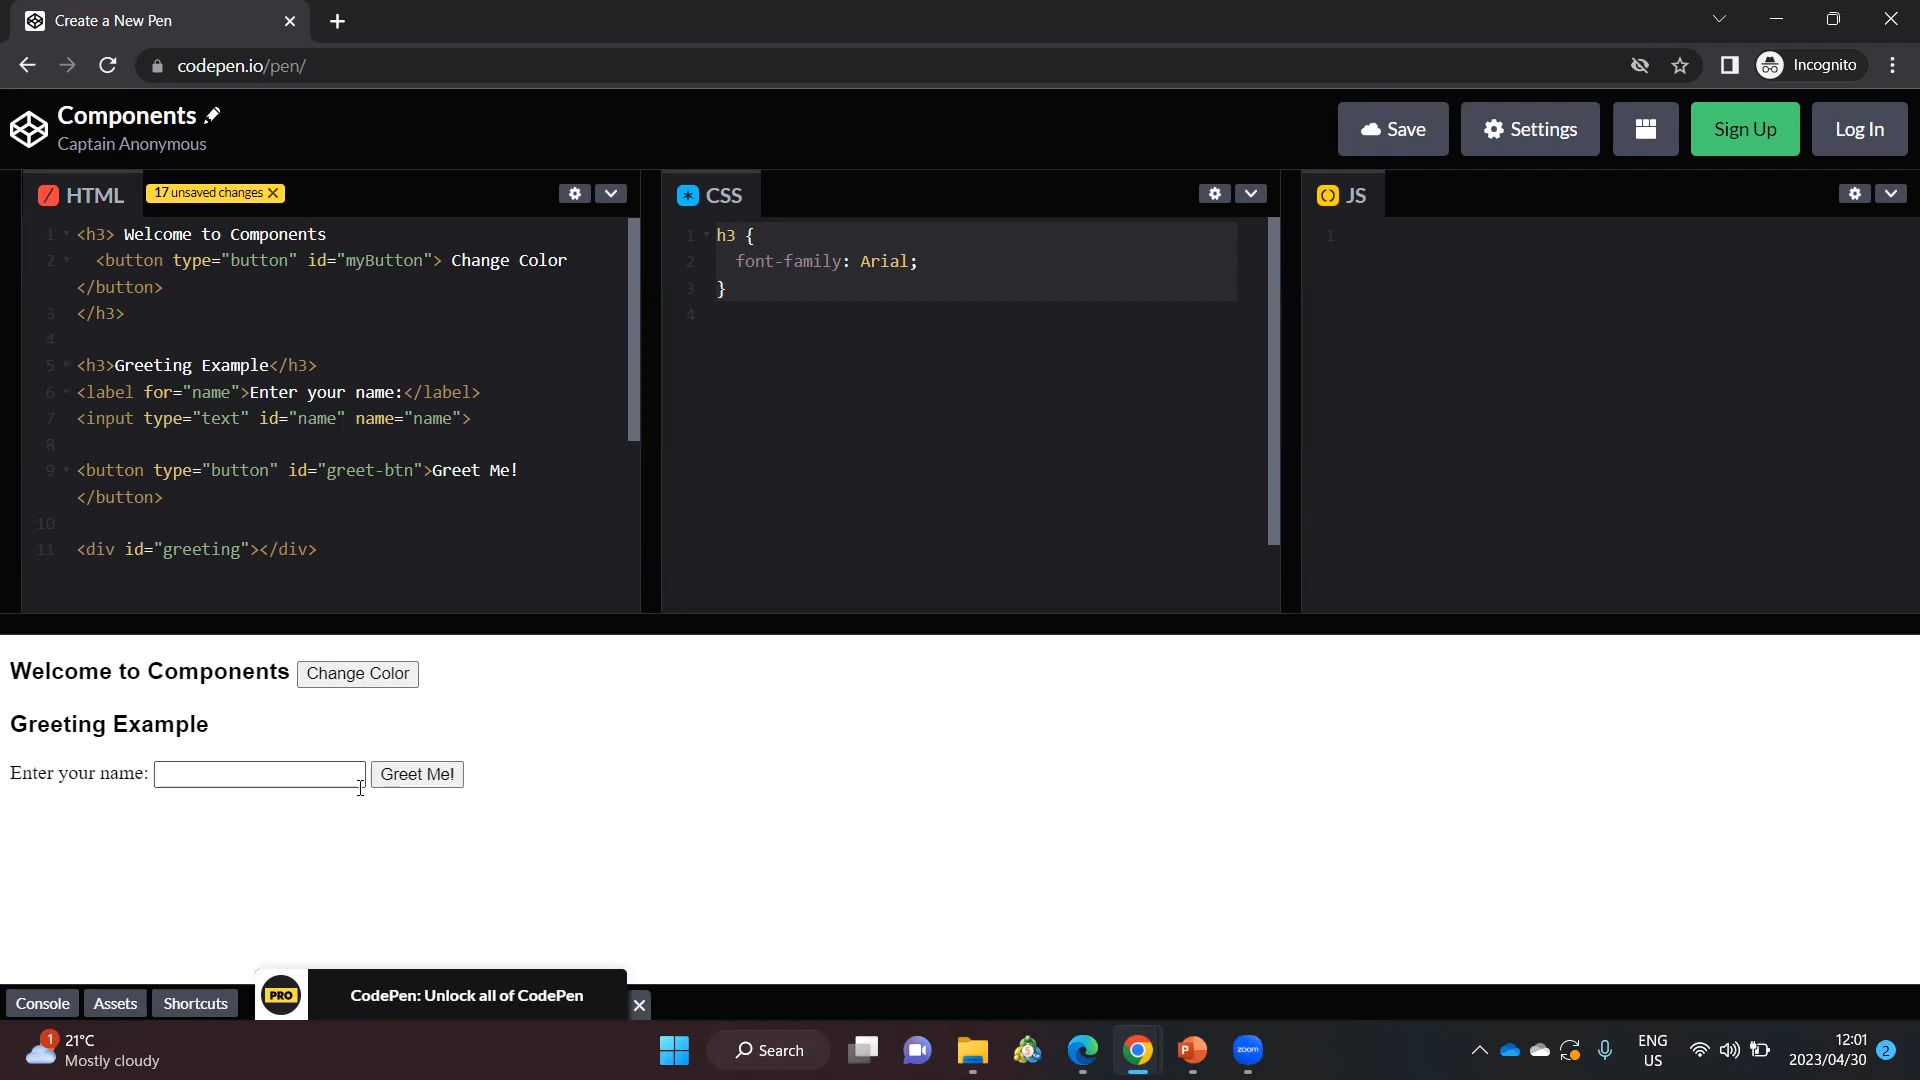 Create a New Pen
codepen.io/pen/
Incognito
Components
Captain Anonymous
Save
Settings
Sign Up
Log In
HTML
17 unsaved changes
CSS
JS
1 <h3> Welcome to Components
2 <button type="button" id="myButton"> Change Color
</button>
3 </h3>
4
5 <h3>Greeting Example</h3>
6 <label for="name">Enter your name:</label>
7 <input type="text" id="name" name="name">
8
9 <button type="button" id="greet-btn">Greet Me!
</button>
10
11 <div id="greeting"></div>
1 h3 {
2 font-family: Arial;
3 }
4
1
Welcome to Components Change Color
Greeting Example
Enter your name: Greet Me!
Console
Assets
Shortcuts
PRO
CodePen: Unlock all of CodePen
1
21°C
Mostly cloudy
Search
P
zoom
ENG
US
12:01
2023/04/30
2